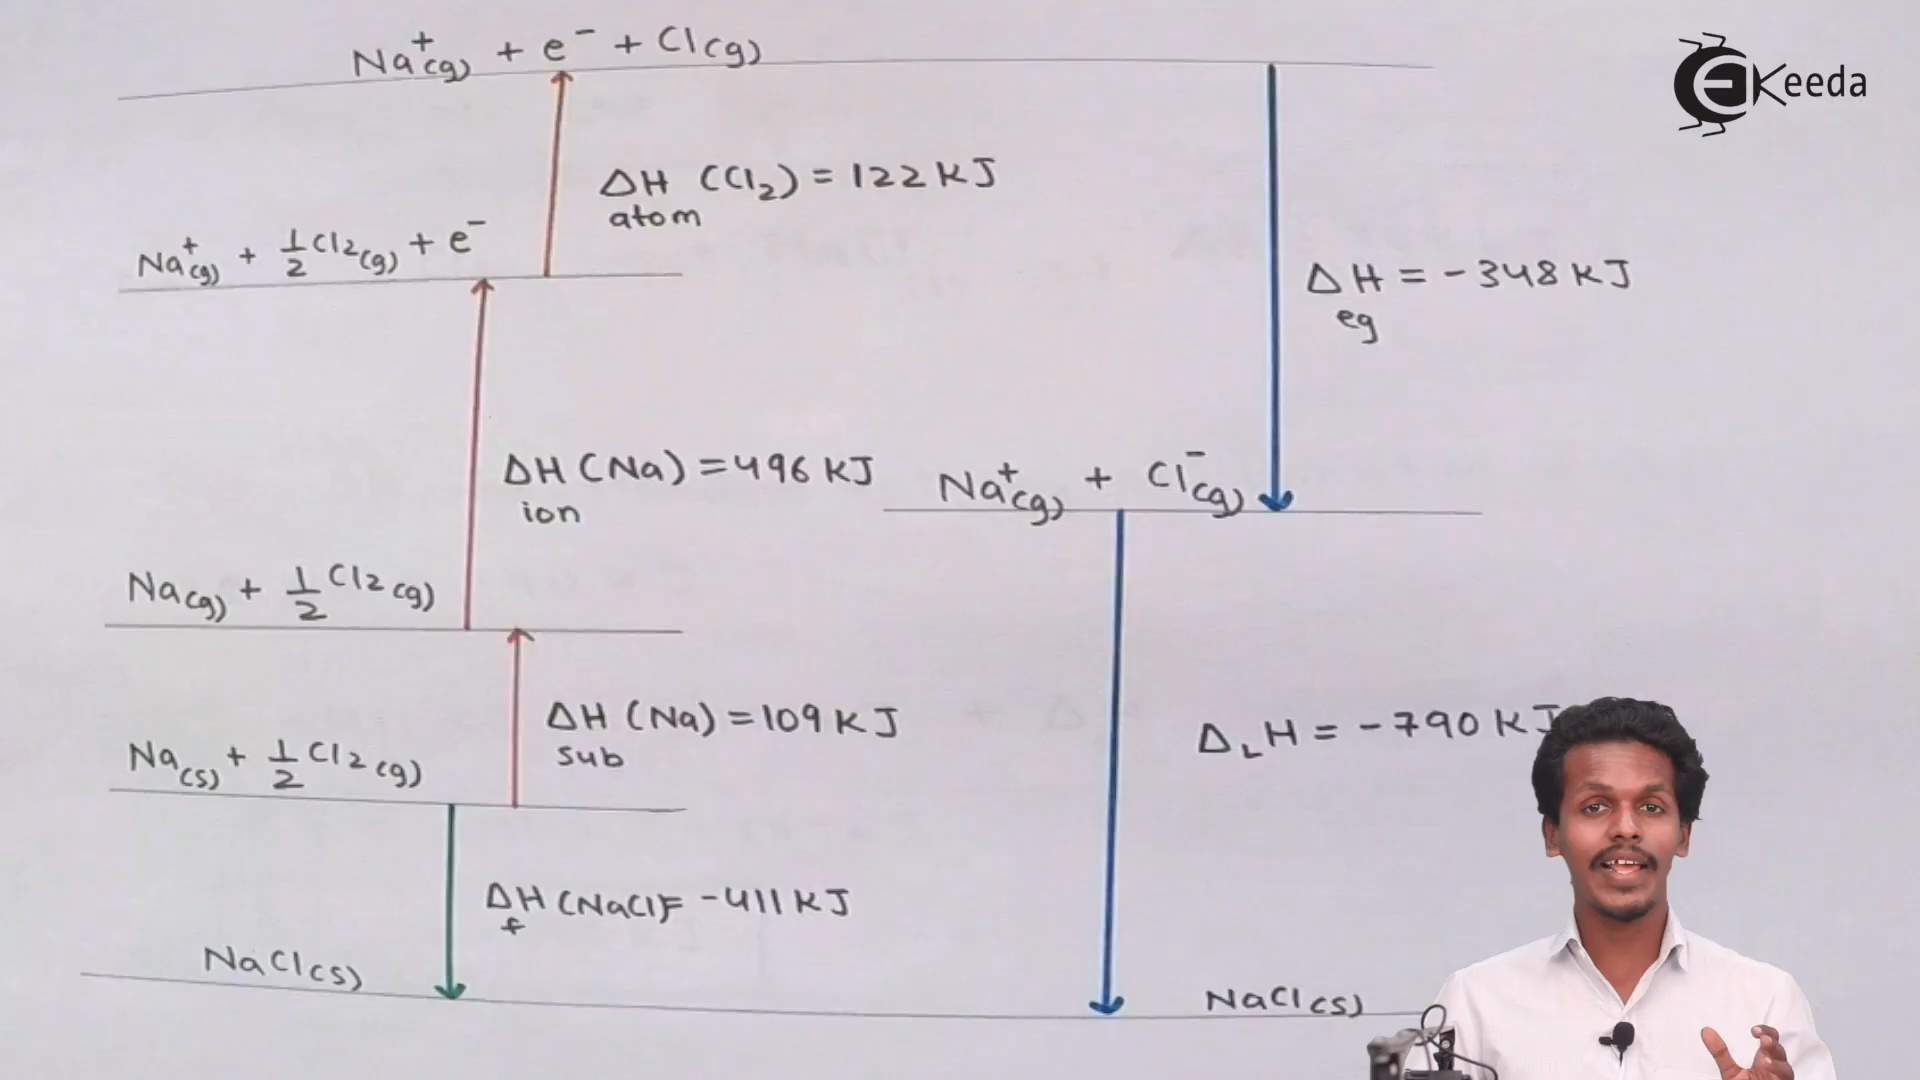 Na⁺(g) + e⁻ + Cl(g)
Keeda
ΔH (Cl₂) = 122 KJ
atom
Na⁺(g) + ½Cl₂(g) + e⁻
ΔH = -348 KJ
eg
ΔH (Na) = 496 KJ
ion
Na⁺(g) + Cl⁻(g)
Na(g) + ½Cl₂(g)
ΔH (Na) = 109 KJ
sub
Na(s) + ½Cl₂(g)
Δ_L H = -790 KJ
ΔH (NaCl) = -411 KJ
f
NaCl(s)
NaCl(s)